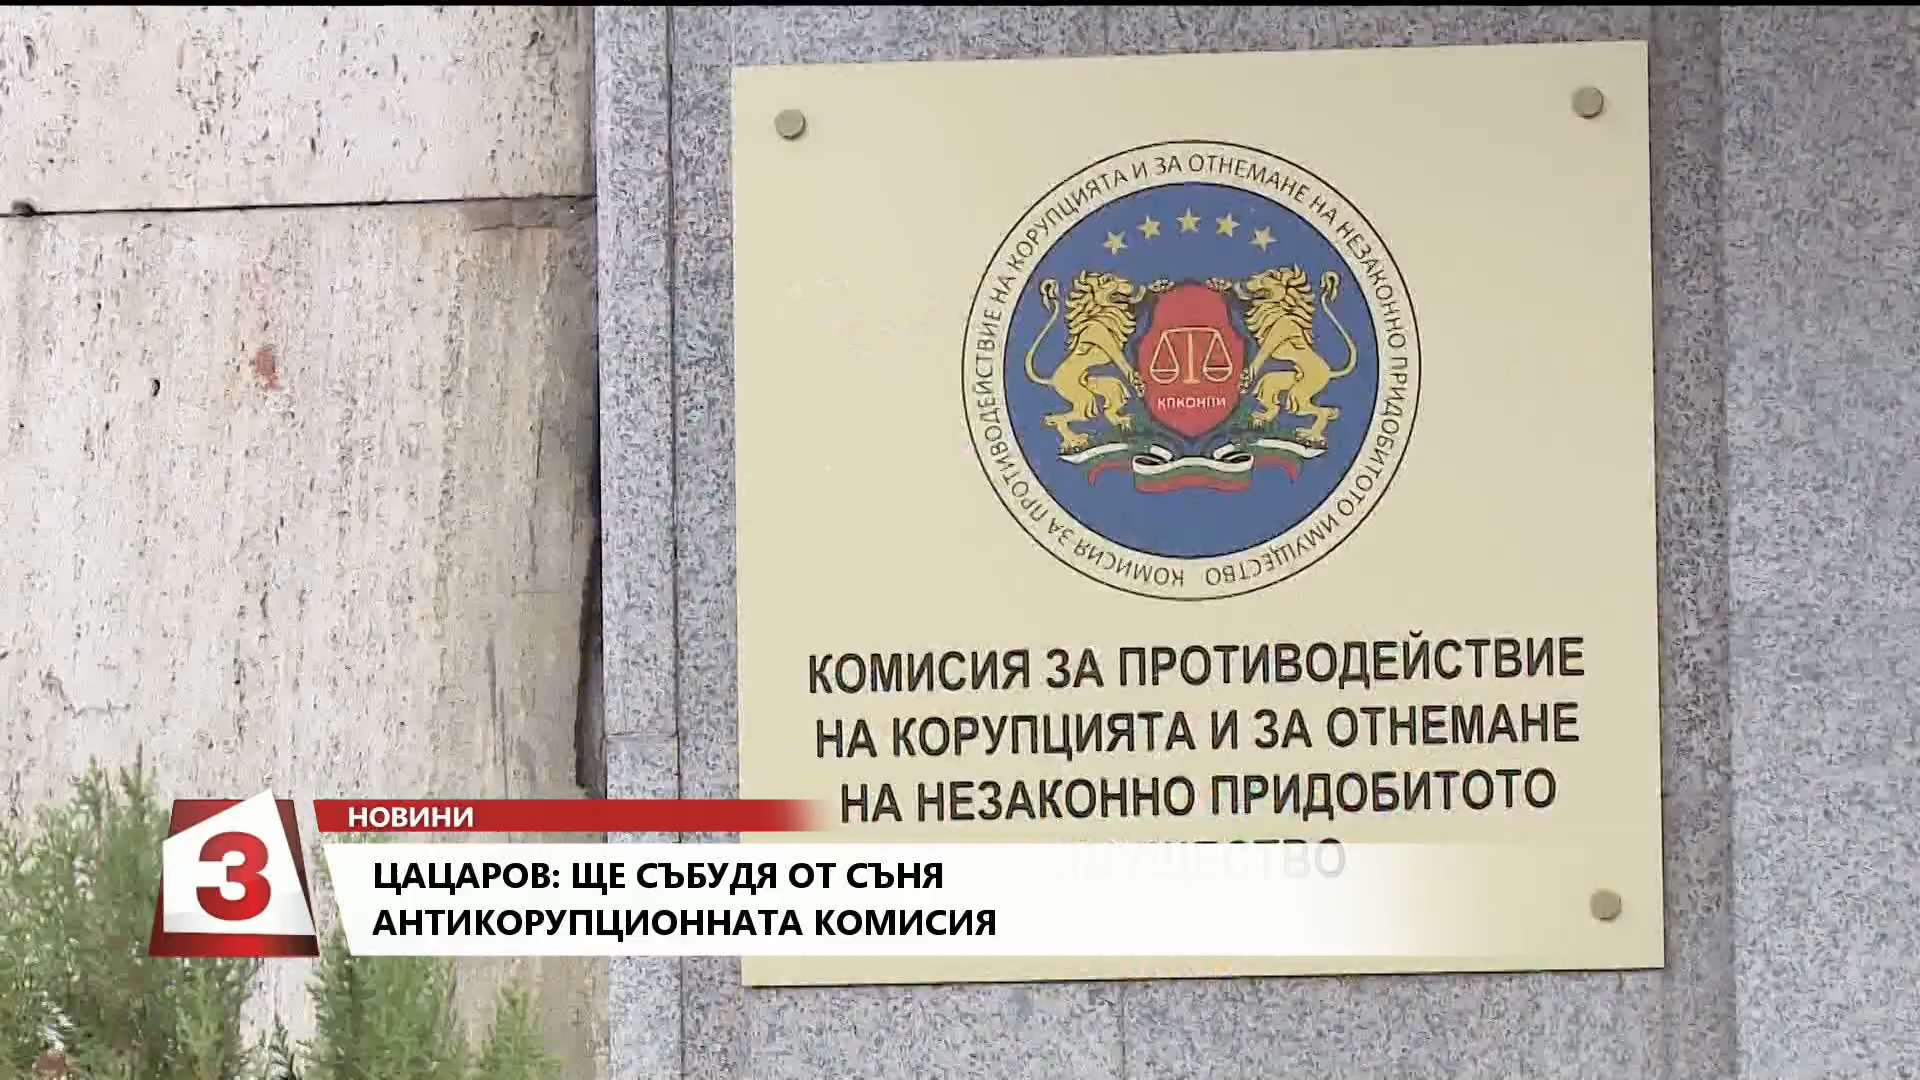 КОМИСИЯ ЗА ПРОТИВОДЕЙСТВИЕ НА КОРУПЦИЯТА И ЗА ОТНЕМАНЕ НА НЕЗАКОННО ПРИДОБИТОТО ИМУЩЕСТВО
КПКОНПИ
КОМИСИЯ ЗА ПРОТИВОДЕЙСТВИЕ
НА КОРУПЦИЯТА И ЗА ОТНЕМАНЕ
НА НЕЗАКОННО ПРИДОБИТОТО
ИМУЩЕСТВО
3
НОВИНИ
ЦАЦАРОВ: ЩЕ СЪБУДЯ ОТ СЪНЯ
АНТИКОРУПЦИОННАТА КОМИСИЯ